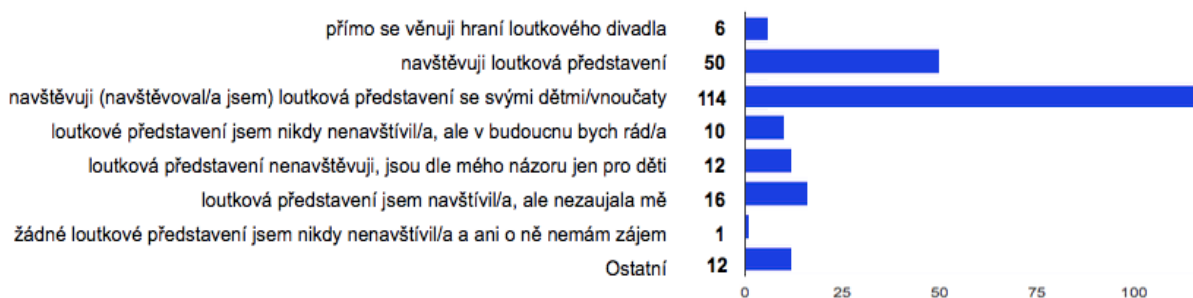 přímo se věnuji hraní loutkového divadla 6
navštěvuji loutková představení 50
navštěvuji (navštěvoval/a jsem) loutková představení se svými dětmi/vnoučaty 114
loutkové představení jsem nikdy nenavštívil/a, ale v budoucnu bych rád/a 10
loutková představení nenavštěvuji, jsou dle mého názoru jen pro děti 12
loutková představení jsem navštívil/a, ale nezaujala mě 16
žádné loutkové představení jsem nikdy nenavštívil/a a ani o ně nemám zájem 1
Ostatní 12
0 25 50 75 100